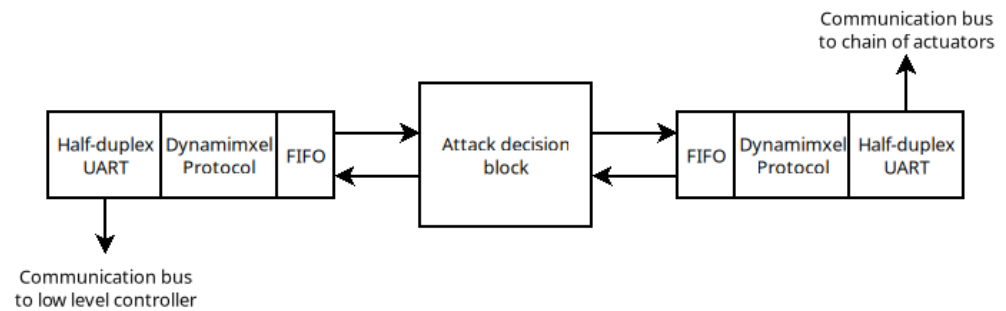 Communication bus
to chain of actuators
Half-duplex
UART
Dynamimxel
Protocol
FIFO
Attack decision
block
FIFO
Dynamimxel
Protocol
Half-duplex
UART
Communication bus
to low level controller